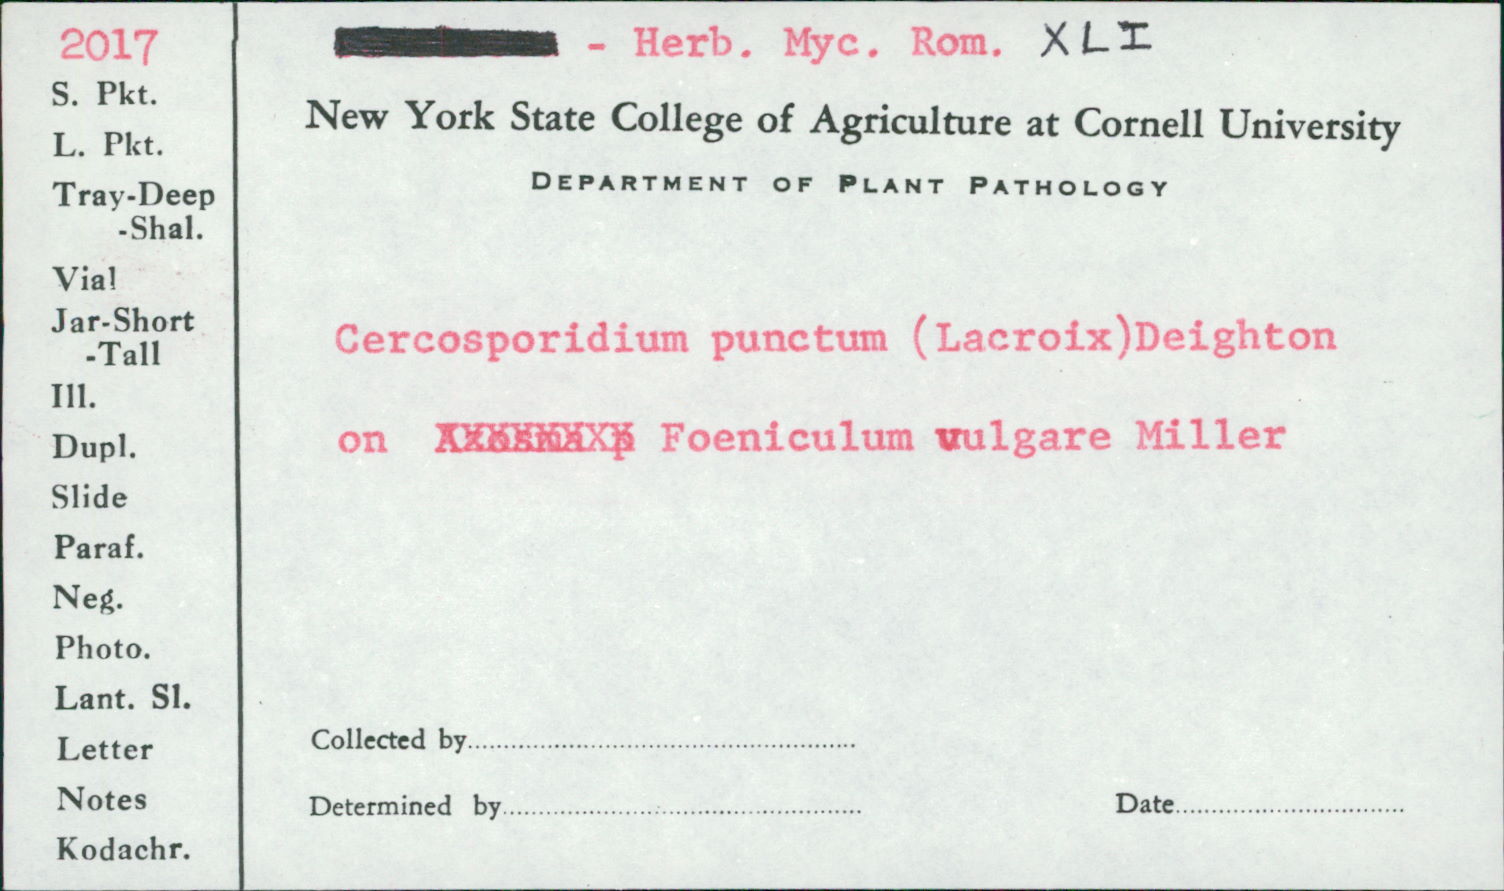 2017
S. Pkt.
L. Pkt.
Tray-Deep
-Shal.
Vial
Jar-Short
-Tall
Ill.
Dupl.
Slide
Paraf.
Neg.
Photo.
Lant. Sl.
Letter
Notes
Kodachr.
- Herb. Myc. Rom. XLI
New York State College of Agriculture at Cornell University
DEPARTMENT OF PLANT PATHOLOGY
Cercosporidium punctum (Lacroix)Deighton
on Foeniculum vulgare Miller
Collected by
Determined by
Date